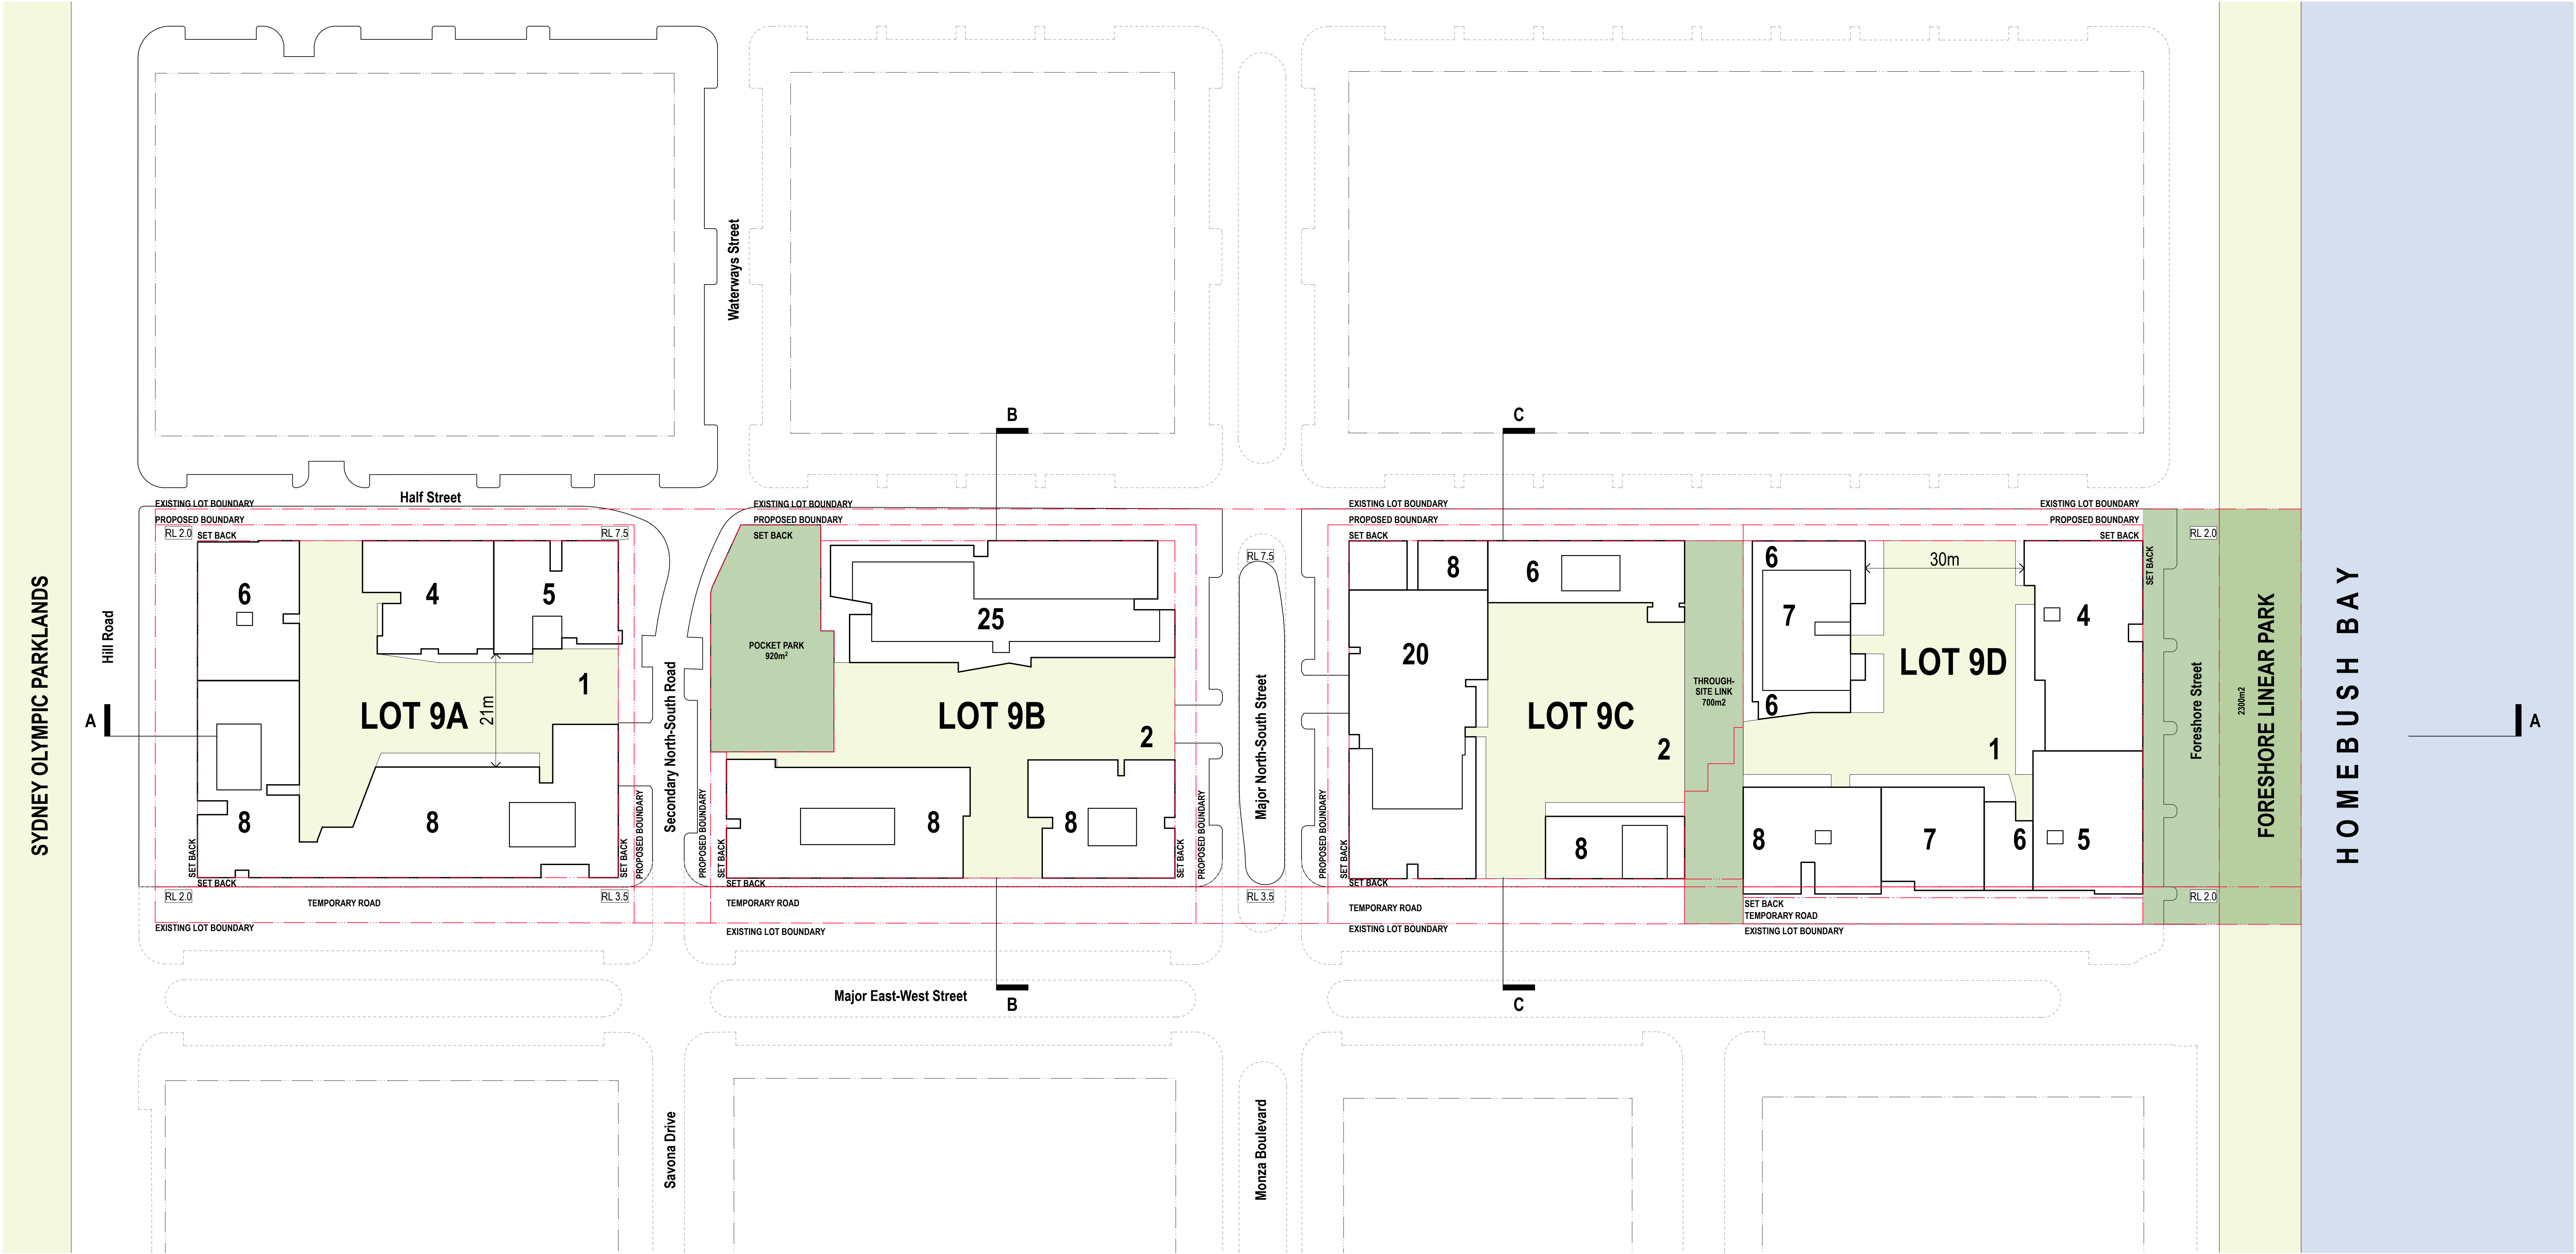 Waterways Street
B
C
Half Street
EXISTING LOT BOUNDARY
EXISTING LOT BOUNDARY
EXISTING LOT BOUNDARY
EXISTING LOT BOUNDARY
PROPOSED BOUNDARY
PROPOSED BOUNDARY
PROPOSED BOUNDARY
PROPOSED BOUNDARY
RL 2.0
SET BACK
RL 7.5
SET BACK
RL 7.5
SET BACK
SET BACK
RL 2.0
SYDNEY OLYMPIC PARKLANDS
Hill Road
A
6
4
5
1
LOT 9A
21m
8
8
SET BACK
SET BACK
PROPOSED BOUNDARY
Secondary North-South Road
PROPOSED BOUNDARY
SET BACK
POCKET PARK
920m²
25
LOT 9B
2
8
8
SET BACK
PROPOSED BOUNDARY
Major North-South Street
PROPOSED BOUNDARY
SET BACK
8
6
20
LOT 9C
2
8
THROUGH-
SITE LINK
700m2
6
7
6
30m
LOT 9D
4
1
8
7
6
5
SET BACK
Foreshore Street
2300m2
FORESHORE LINEAR PARK
HOMEBUSH BAY
A
SET BACK
SET BACK
SET BACK
RL 2.0
TEMPORARY ROAD
RL 3.5
TEMPORARY ROAD
RL 3.5
TEMPORARY ROAD
SET BACK
TEMPORARY ROAD
RL 2.0
EXISTING LOT BOUNDARY
EXISTING LOT BOUNDARY
EXISTING LOT BOUNDARY
EXISTING LOT BOUNDARY
Major East-West Street
B
C
Savona Drive
Monza Boulevard